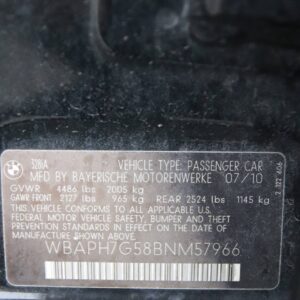 328iA VEHICLE TYPE: PASSENGER CAR
MFD BY BAYERISCHE MOTORENWERKE 07/10
GVWR 4486 lbs 2035 kg
GAWR FRONT 2127 lbs 965 kg REAR 2524 lbs 1145 kg
THIS VEHICLE CONFORMS TO ALL APPLICABLE
FEDERAL MOTOR VEHICLE SAFETY,
BUMPER, AND THEFT PREVENTION STANDARDS
IN EFFECT ON THE DATE OF MANUFACTURE
SHOWN ABOVE.
WBAPH7G58BNM57966